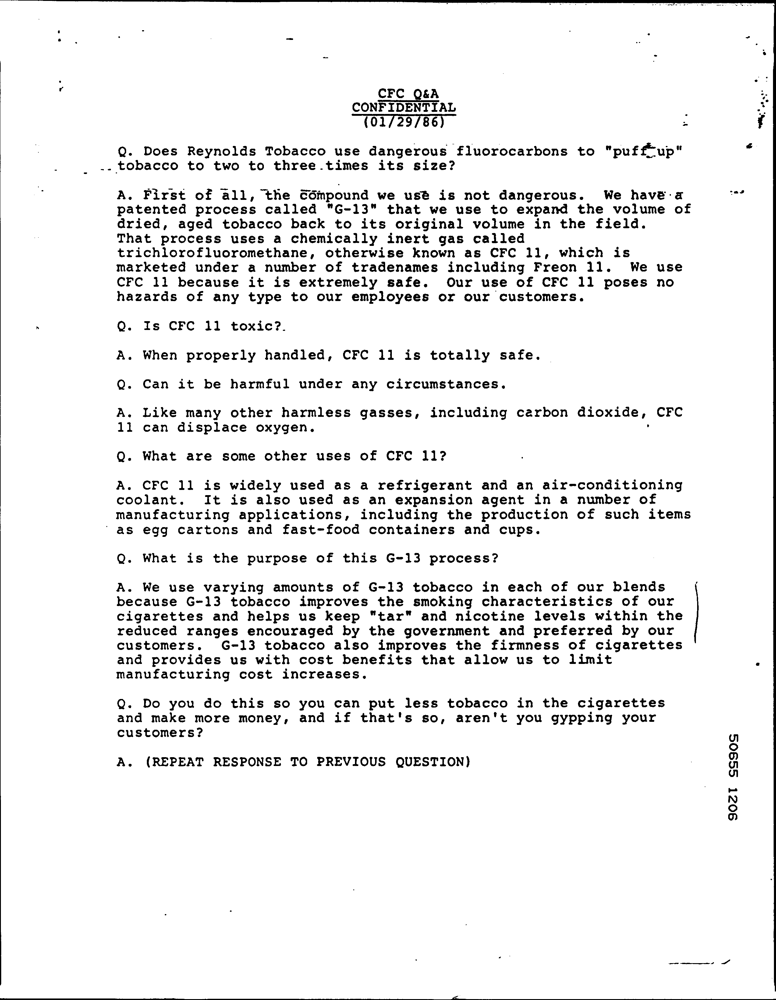 CFC Q&A
CONFIDENTIAL
(01/29/86)
Q. Does Reynolds Tobacco use dangerous fluorocarbons to "puff up"
tobacco to two to three times its size?
A. First of all, the compound we use is not dangerous. We have a
patented process called "G-13" that we use to expand the volume of
dried, aged tobacco back to its original volume in the field.
That process uses a chemically inert gas called
trichlorofluoromethane, otherwise known as CFC 11, which is
marketed under a number of tradenames including Freon 11. We use
CFC 11 because it is extremely safe. Our use of CFC 11 poses no
hazards of any type to our employees or our customers.
Q. Is CFC 11 toxic?
A. When properly handled, CFC 11 is totally safe.
Q. Can it be harmful under any circumstances.
A. Like many other harmless gasses, including carbon dioxide, CFC
11 can displace oxygen.
Q. What are some other uses of CFC 11?
A. CFC 11 is widely used as a refrigerant and an air-conditioning
coolant. It is also used as an expansion agent in a number of
manufacturing applications, including the production of such items
as egg cartons and fast-food containers and cups.
Q. What is the purpose of this G-13 process?
A. We use varying amounts of G-13 tobacco in each of our blends
because G-13 tobacco improves the smoking characteristics of our
cigarettes and helps us keep "tar" and nicotine levels within the
reduced ranges encouraged by the government and preferred by our
customers. G-13 tobacco also improves the firmness of cigarettes
and provides us with cost benefits that allow us to limit
manufacturing cost increases.
Q. Do you do this so you can put less tobacco in the cigarettes
and make more money, and if that's so, aren't you gypping your
customers?
A. (REPEAT RESPONSE TO PREVIOUS QUESTION)
50655 1206